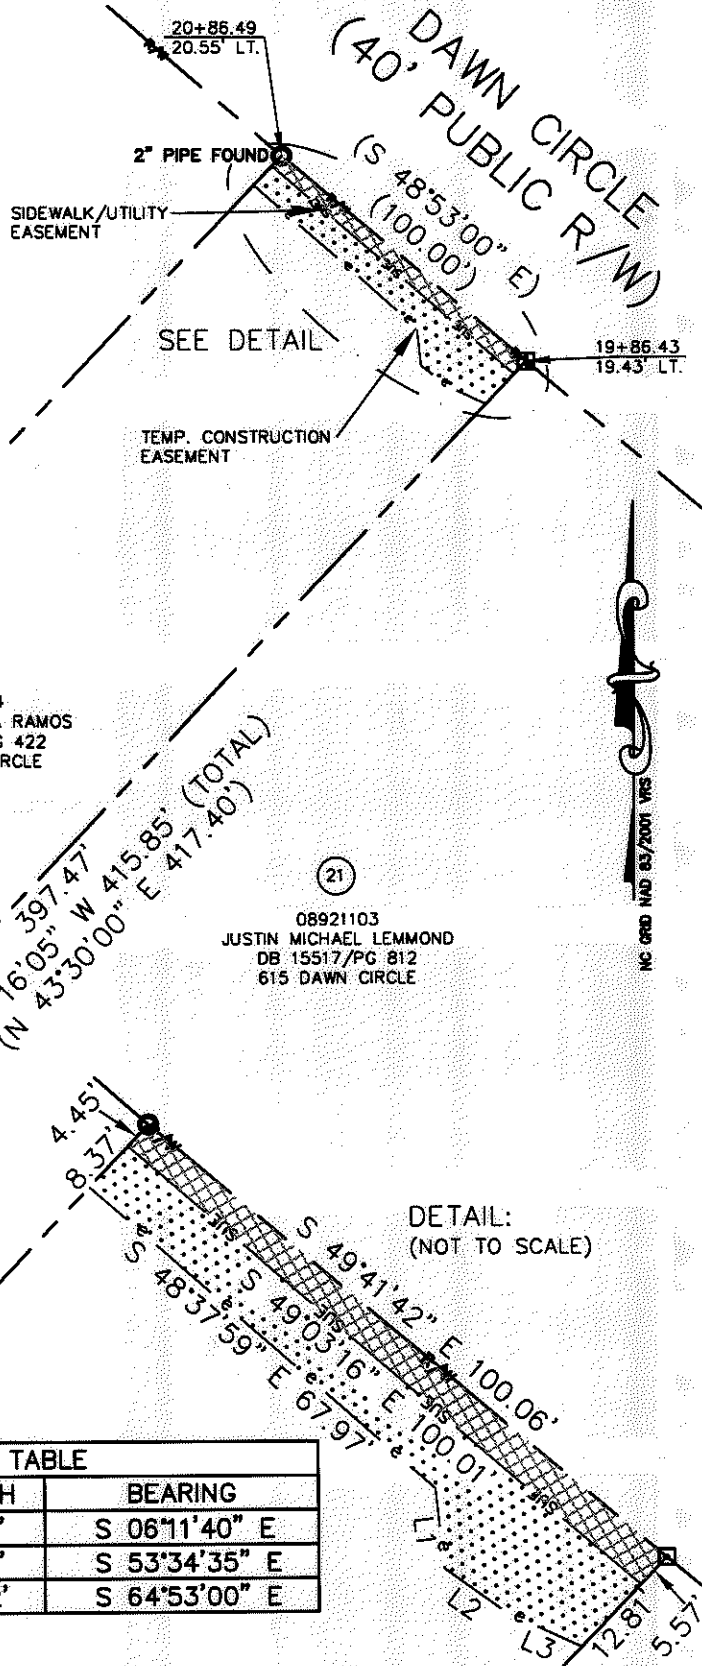 20+86.49
20.55' LT.
DAWN CIRCLE
(40' PUBLIC R/W)
2" PIPE FOUND
(S 48°53'00" E)
(100.00')
SIDEWALK/UTILITY
EASEMENT
SEE DETAIL
19+86.43
19.43' LT.
TEMP. CONSTRUCTION
EASEMENT
RAMOS
422
NC GRID NAD 83/2001 VRS
397.47'
16'05" W 415.85' (TOTAL)
(N 43°30'00" E 417.40')
21
08921103
JUSTIN MICHAEL LEMMOND
DB 15517/PG 812
615 DAWN CIRCLE
4.45'
8.37'
DETAIL:
(NOT TO SCALE)
S 49°41'42" E 100.06'
R/W
SUE
SUE
SUE
SUE
S 49°03'16" E 100.01'
S 48°37'59" E 67.97'
L1
L2
L3
12.81'
5.57'
TABLE
BEARING
S 06°11'40" E
S 53°34'35" E
S 64°53'00" E